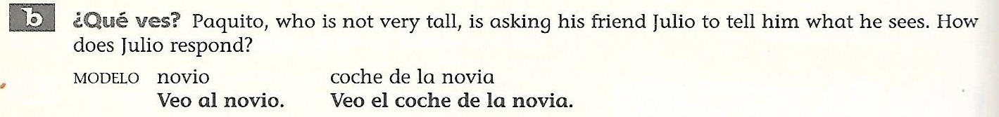 b ¿Qué ves? Paquito, who is not very tall, is asking his friend Julio to tell him what he sees. How
does Julio respond?
MODELO novio coche de la novia
Veo al novio. Veo el coche de la novia.